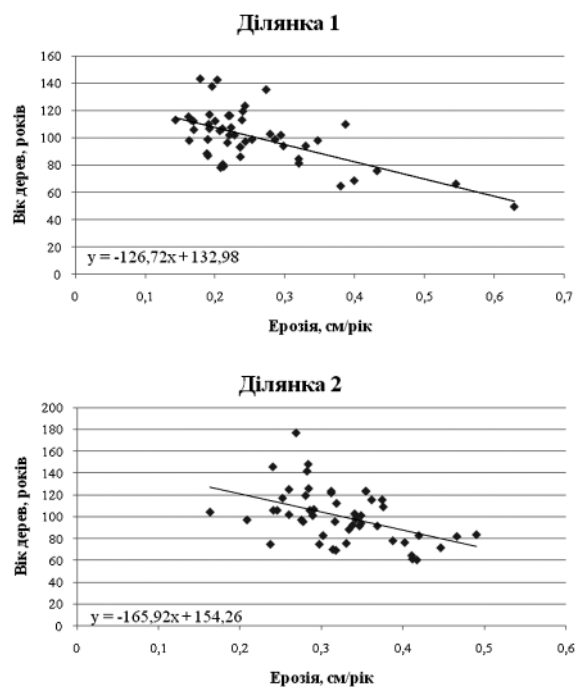 Ділянка 1
160
140
120
100
80
60
40
20
0
Вік дерев, років
y = -126,72x + 132,98
0 0,1 0,2 0,3 0,4 0,5 0,6 0,7
Ерозія, см/рік
Ділянка 2
200
180
160
140
120
100
80
60
40
20
0
Вік дерев, років
y = -165,92x + 154,26
0 0,1 0,2 0,3 0,4 0,5 0,6
Ерозія, см/рік